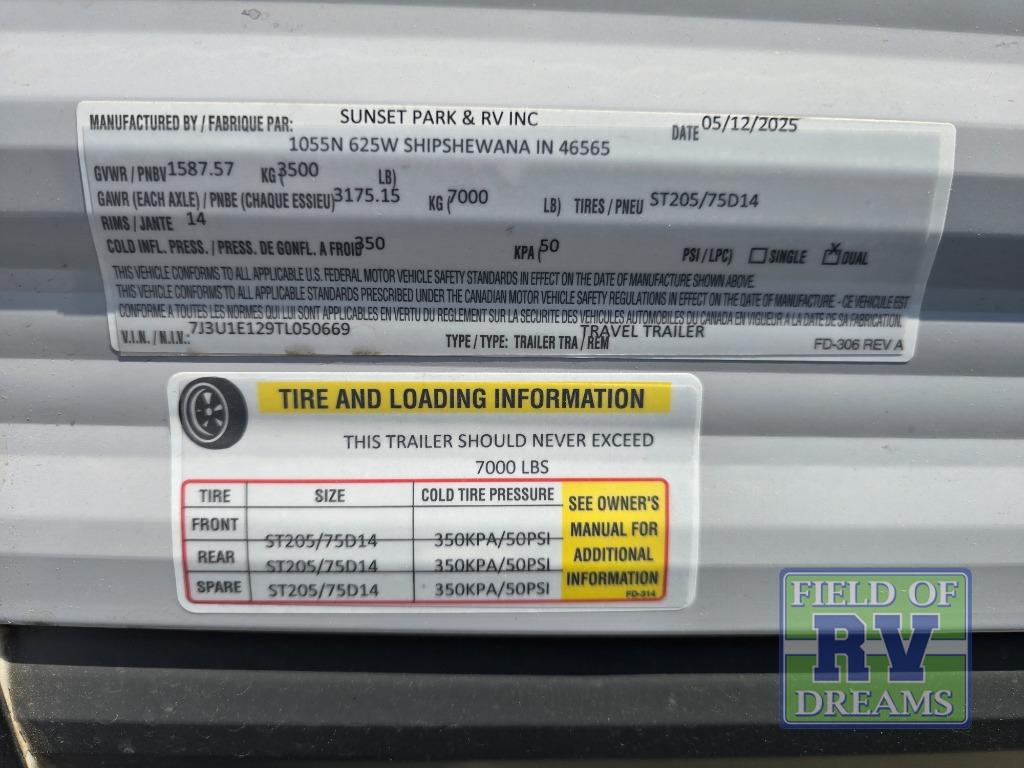 MANUFACTURED BY / FABRIQUE PAR: SUNSET PARK & RV INC DATE 05/12/2025
1055N 625W SHIPSHEWANA IN 46565
GVWR / PNBV 1587.57 KG (3500 LB)
GAWR (EACH AXLE) / PNBE (CHAQUE ESSIEU) 3175.15 KG (7000 LB) TIRES / PNEU ST205/75D14
RIMS / JANTE 14
COLD INFL. PRESS. / PRESS. DE GONFL. A FROID 350 KPA (50 PSI / LPC) SINGLE X DUAL
THIS VEHICLE CONFORMS TO ALL APPLICABLE U.S. FEDERAL MOTOR VEHICLE SAFETY STANDARDS IN EFFECT ON THE DATE OF MANUFACTURE SHOWN ABOVE.
THIS VEHICLE CONFORMS TO ALL APPLICABLE STANDARDS PRESCRIBED UNDER THE CANADIAN MOTOR VEHICLE SAFETY REGULATIONS IN EFFECT ON THE DATE OF MANUFACTURE. - CE VEHICULE EST
CONFORME A TOUTES LES NORMES QUI LUI SONT APPLICABLES EN VERTU DU REGLEMENT SUR LA SECURITE DES VEHICULES AUTOMOBILES DU CANADA EN VIGUEUR A LA DATE DE SA FABRICATION.
V.I.N. / N.I.V.: 7J3U1E129TL050669 TYPE / TYPE: TRAILER TRA / REM TRAVEL TRAILER
FD-306 REV A
TIRE AND LOADING INFORMATION
THIS TRAILER SHOULD NEVER EXCEED
7000 LBS
TIRE SIZE COLD TIRE PRESSURE
FRONT ST205/75D14 350KPA/50PSI
REAR ST205/75D14 350KPA/50PSI
SPARE ST205/75D14 350KPA/50PSI
SEE OWNER'S
MANUAL FOR
ADDITIONAL
INFORMATION
FD-314
FIELD OF
RV
DREAMS